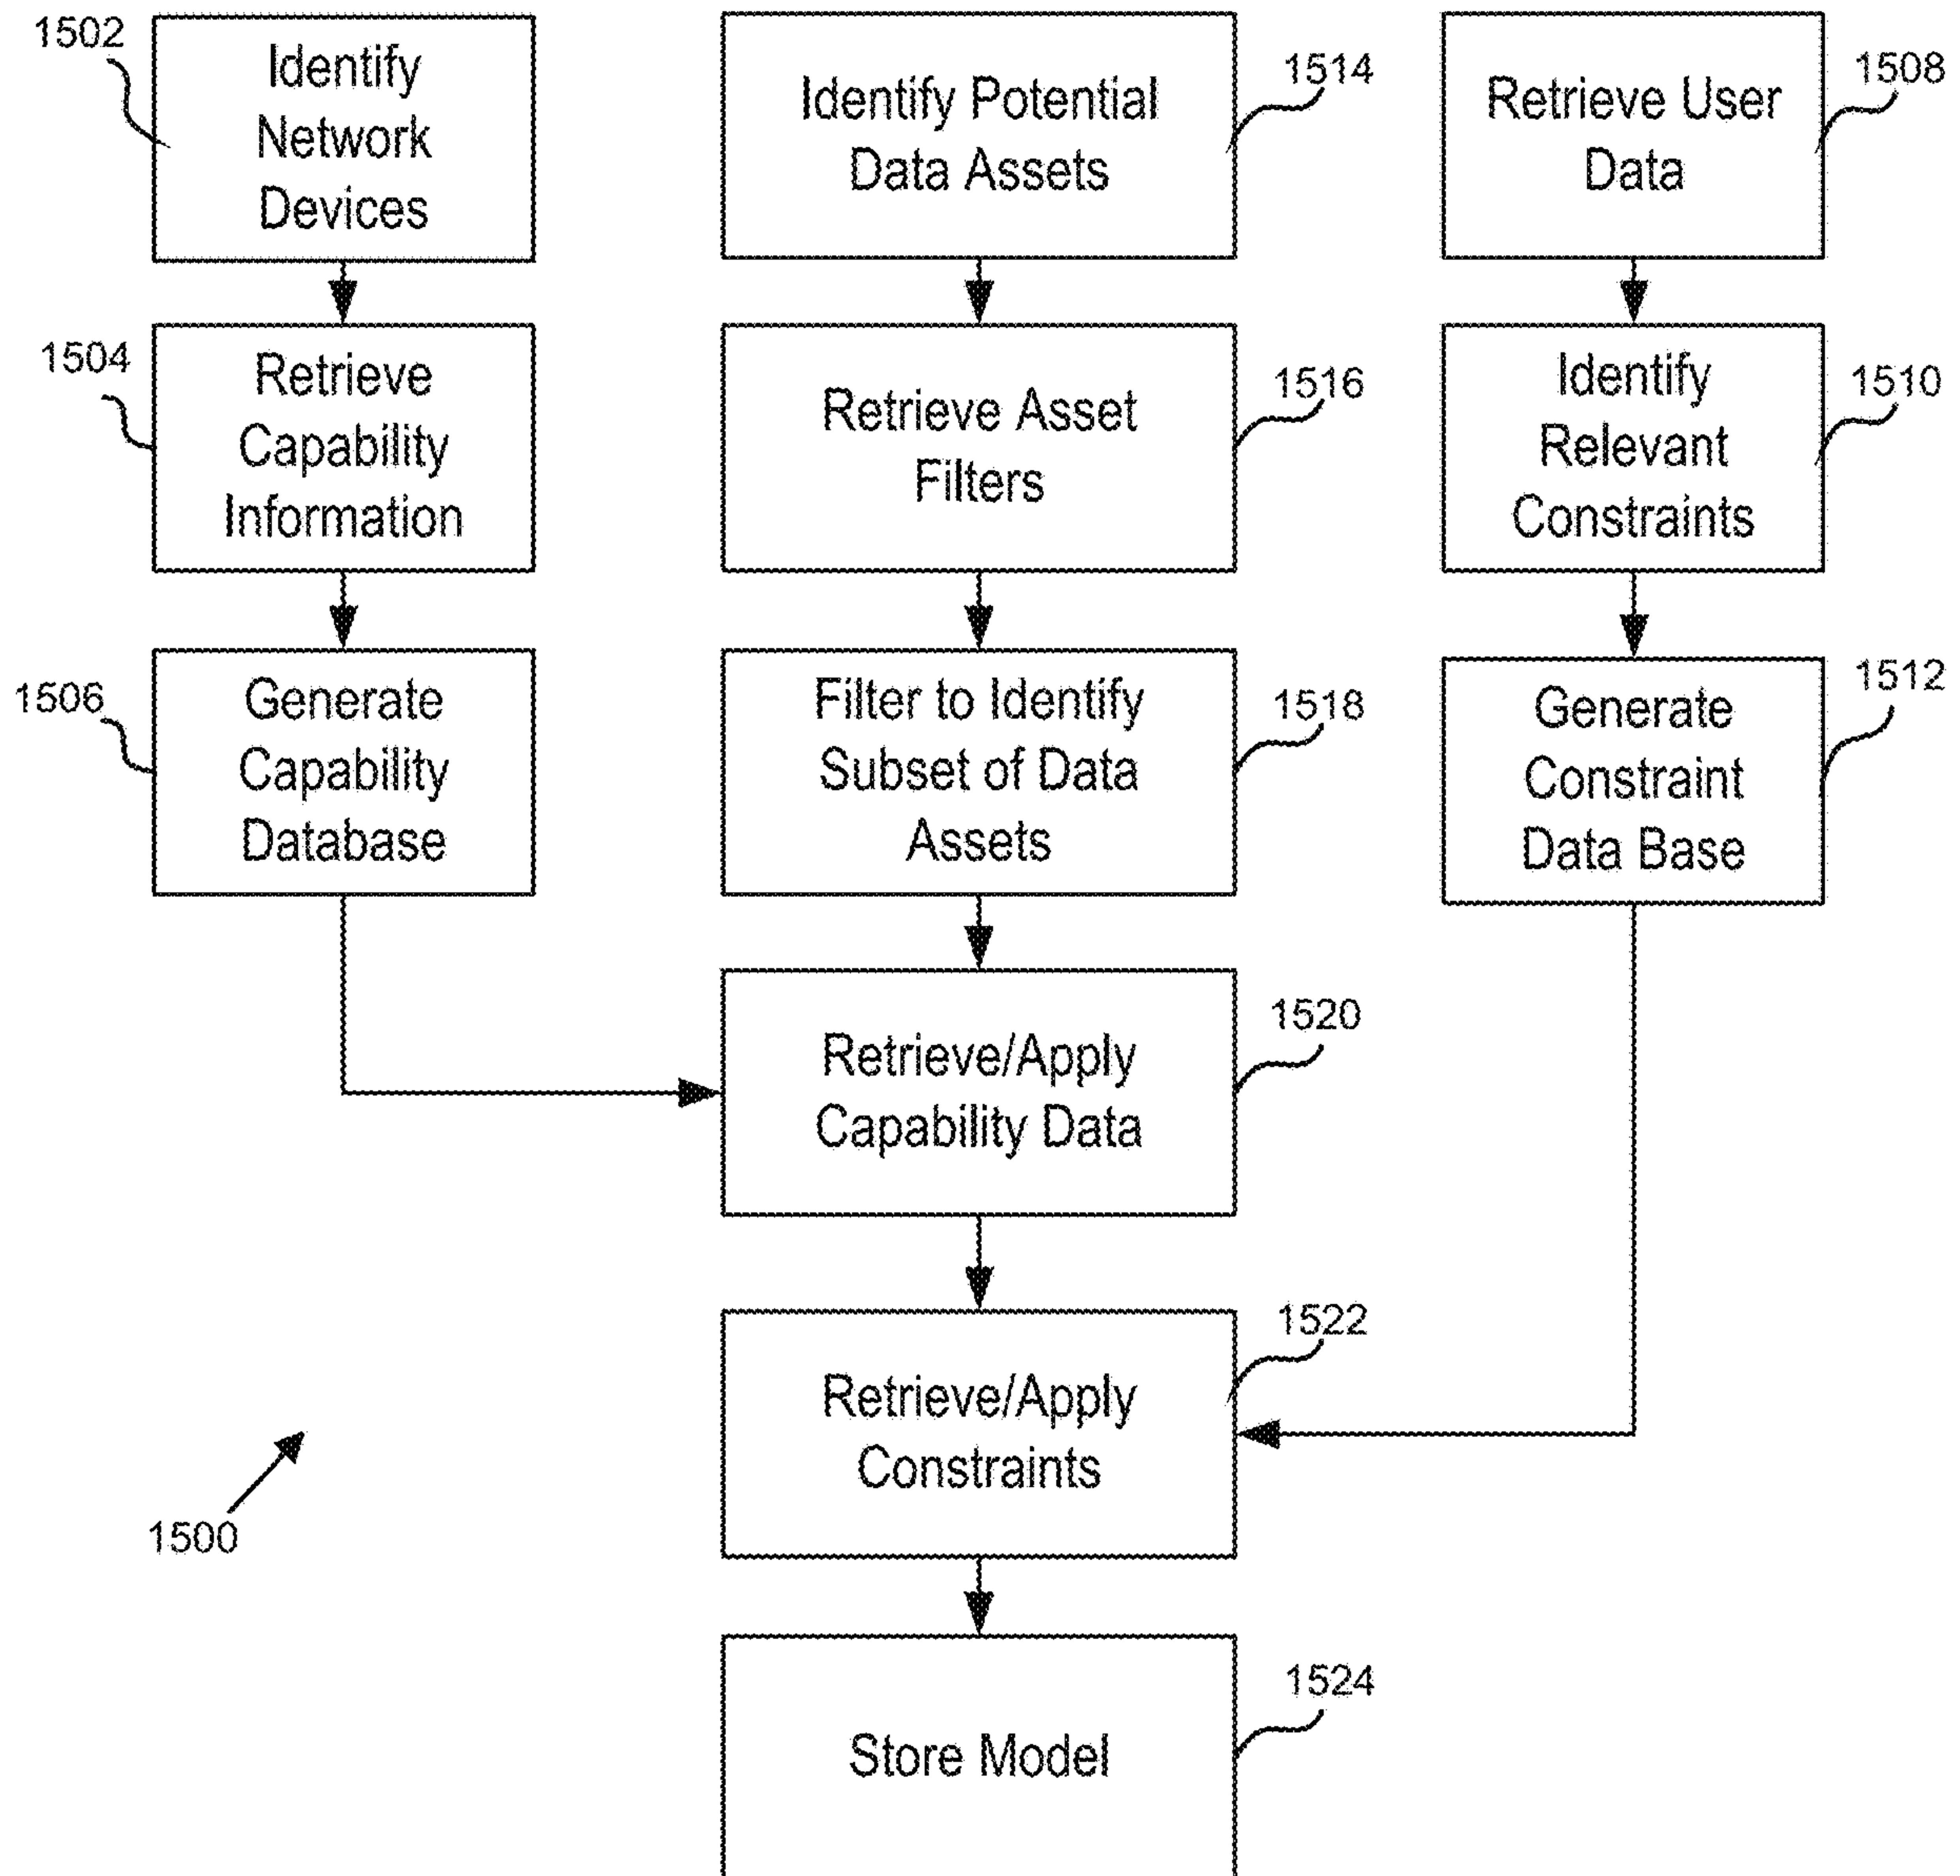 1502
Identify
Network
Devices
1514
Identify Potential
Data Assets
1508
Retrieve User
Data
1504
Retrieve
Capability
Information
1516
Retrieve Asset
Filters
1510
Identify
Relevant
Constraints
1506
Generate
Capability
Database
1518
Filter to Identify
Subset of Data
Assets
1512
Generate
Constraint
Data Base
1520
Retrieve/Apply
Capability Data
1522
Retrieve/Apply
Constraints
1500
1524
Store Model